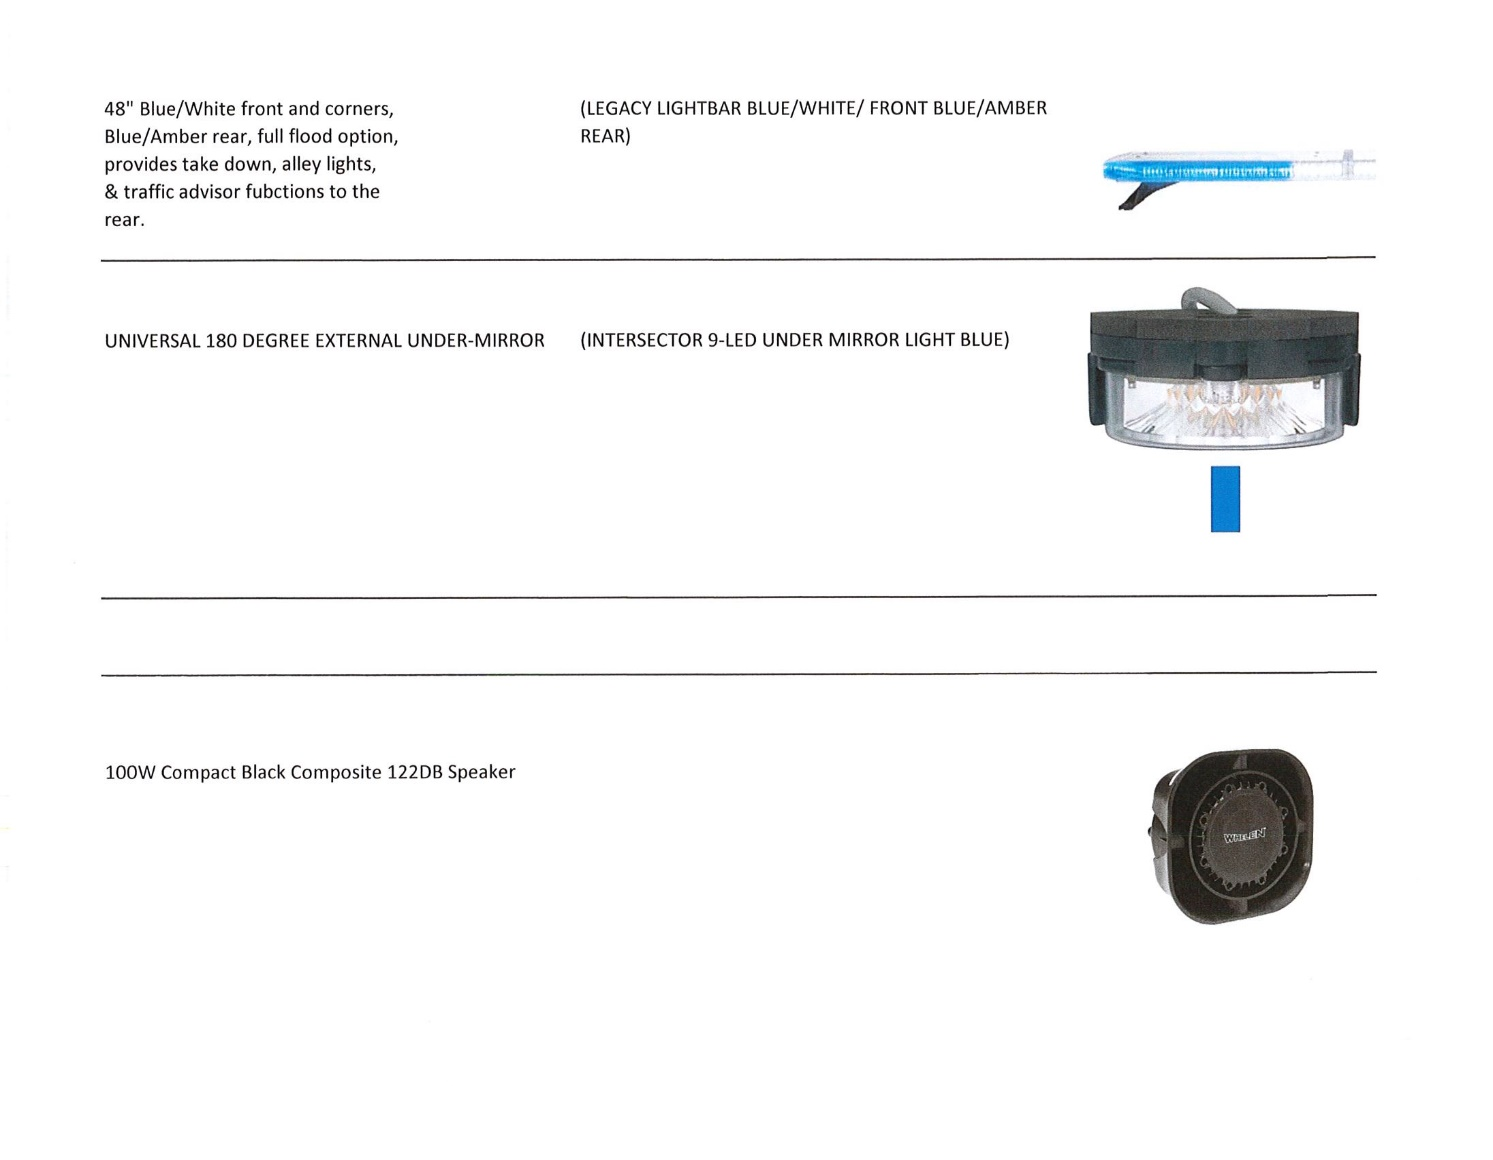 48" Blue/White front and corners,
Blue/Amber rear, full flood option,
provides take down, alley lights,
& traffic advisor fubctions to the
rear.
(LEGACY LIGHTBAR BLUE/WHITE/ FRONT BLUE/AMBER
REAR)
UNIVERSAL 180 DEGREE EXTERNAL UNDER-MIRROR
(INTERSECTOR 9-LED UNDER MIRROR LIGHT BLUE)
100W Compact Black Composite 122DB Speaker
WHELEN